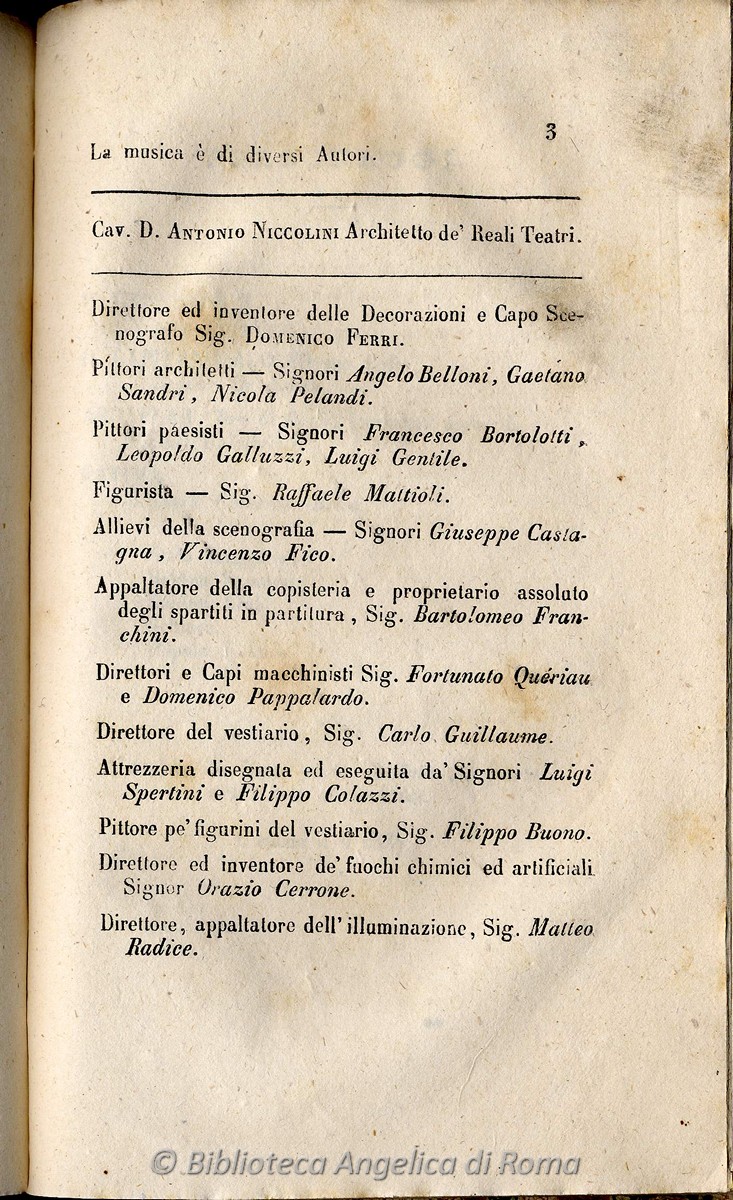 3
La musica è di diversi Autori.
Cav. D. Antonio Niccolini Architetto de' Reali Teatri.
Direttore ed inventore delle Decorazioni e Capo Sce-
nografo Sig. Domenico Ferri.
Pittori architetti — Signori Angelo Belloni, Gaetano
Sandri, Nicola Pelandi.
Pittori paesisti — Signori Francesco Bortolotti,
Leopoldo Galluzzi, Luigi Gentile.
Figurista — Sig. Raffaele Mattioli.
Allievi della scenografia — Signori Giuseppe Casta-
gna, Vincenzo Fico.
Appaltatore della copisteria e proprietario assoluto
degli spartiti in partitura, Sig. Bartolomeo Fran-
chini.
Direttori e Capi macchinisti Sig. Fortunato Quériau
e Domenico Pappalardo.
Direttore del vestiario, Sig. Carlo Guillaume.
Attrezzeria disegnata ed eseguita da' Signori Luigi
Spertini e Filippo Colazzi.
Pittore pe' figurini del vestiario, Sig. Filippo Buono.
Direttore ed inventore de' fuochi chimici ed artificiali
Signor Orazio Cerrone.
Direttore, appaltatore dell' illuminazione, Sig. Matteo
Radice.
© Biblioteca Angelica di Roma